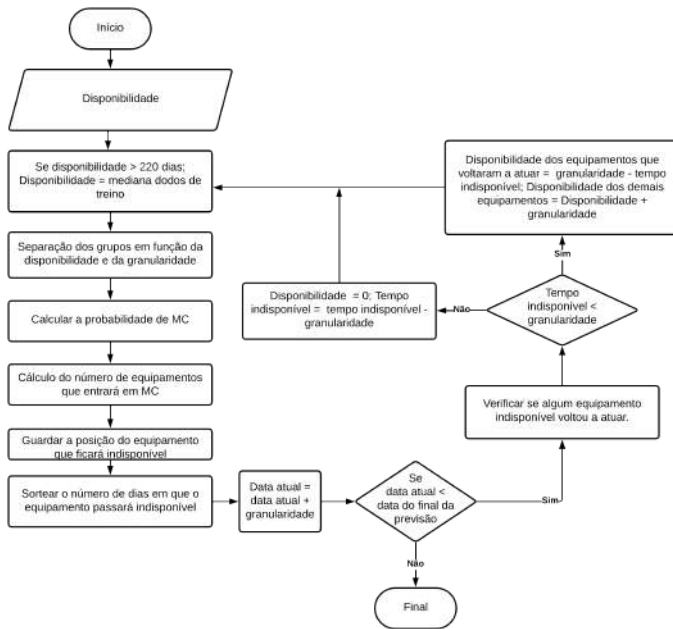 Início
Disponibilidade
Se disponibilidade > 220 dias;
Disponibilidade = mediana dodos de
treino
Separação dos grupos em função da
disponibilidade e da granularidade
Calcular a probabilidade de MC
Cálculo do número de equipamentos
que entrará em MC
Guardar a posição do equipamento
que ficará indisponível
Sortear o número de dias em que o
equipamento passará indisponível
Data atual =
data atual +
granularidade
Se
data atual <
data do final da
previsão
Sim
Não
Final
Verificar se algum equipamento
indisponível voltou a atuar.
Tempo
indisponível <
granularidade
Não
Sim
Disponibilidade = 0; Tempo
indisponível = tempo indisponível -
granularidade
Disponibilidade dos equipamentos que
voltaram a atuar = granularidade - tempo
indisponível; Disponibilidade dos demais
equipamentos = Disponibilidade +
granularidade